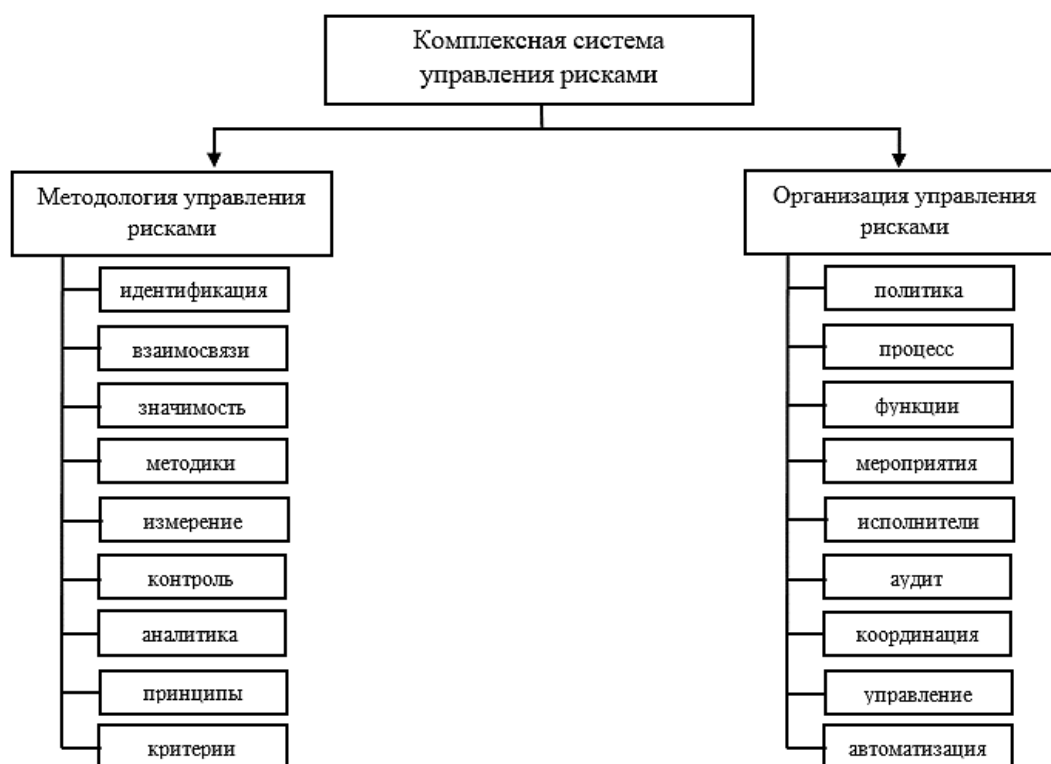 Комплексная система
управления рисками
Методология управления
рисками
идентификация
взаимосвязи
значимость
методики
измерение
контроль
аналитика
принципы
критерии
Организация управления
рисками
политика
процесс
функции
мероприятия
исполнители
аудит
координация
управление
автоматизация